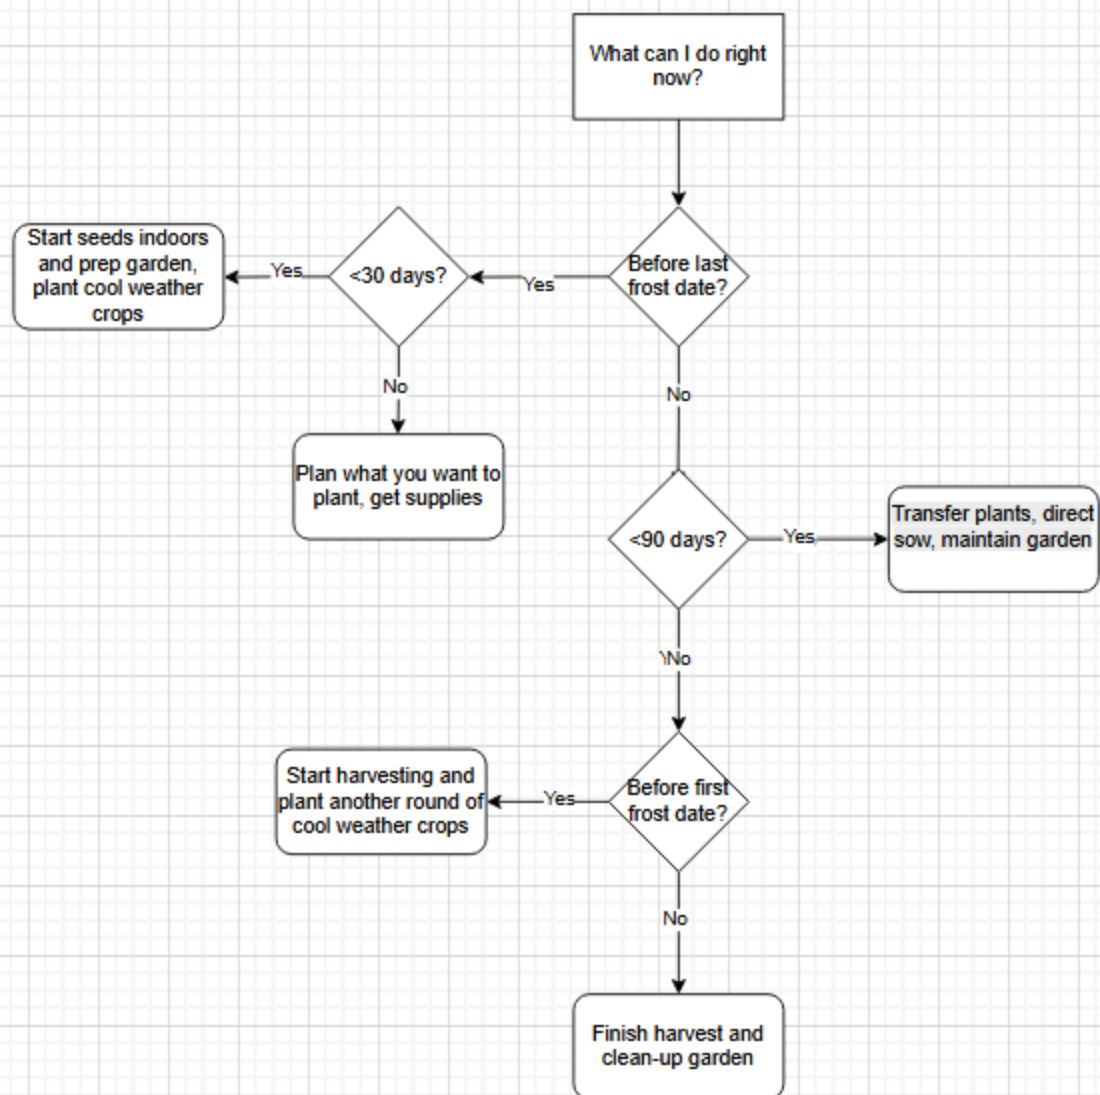 What can I do right
now?
Before last
frost date?
Yes
<30 days?
Yes
Start seeds indoors
and prep garden,
plant cool weather
crops
No
Plan what you want to
plant, get supplies
No
<90 days?
Yes
Transfer plants, direct
sow, maintain garden
No
Before first
frost date?
Yes
Start harvesting and
plant another round of
cool weather crops
No
Finish harvest and
clean-up garden